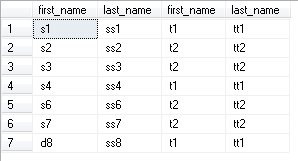 first_name last_name first_name last_name
1 s1 ss1 t1 tt1
2 s2 ss2 t2 tt2
3 s3 ss3 t2 tt2
4 s4 ss4 t1 tt1
5 s6 ss6 t2 tt2
6 s7 ss7 t2 tt2
7 d8 ss8 t1 tt1